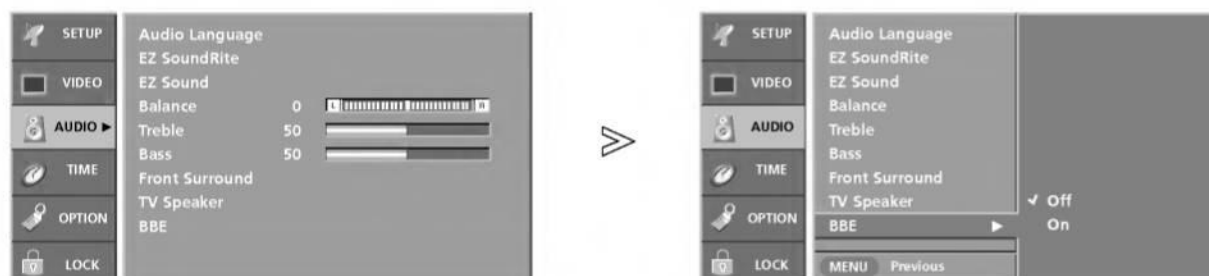 SETUP
VIDEO
AUDIO ►
TIME
OPTION
LOCK
Audio Language
EZ SoundRite
EZ Sound
Balance 0 L R
Treble 50
Bass 50
Front Surround
TV Speaker
BBE
>
SETUP
VIDEO
AUDIO
TIME
OPTION
LOCK
Audio Language
EZ SoundRite
EZ Sound
Balance
Treble
Bass
Front Surround
TV Speaker
BBE ►
MENU Previous
✓ Off
On